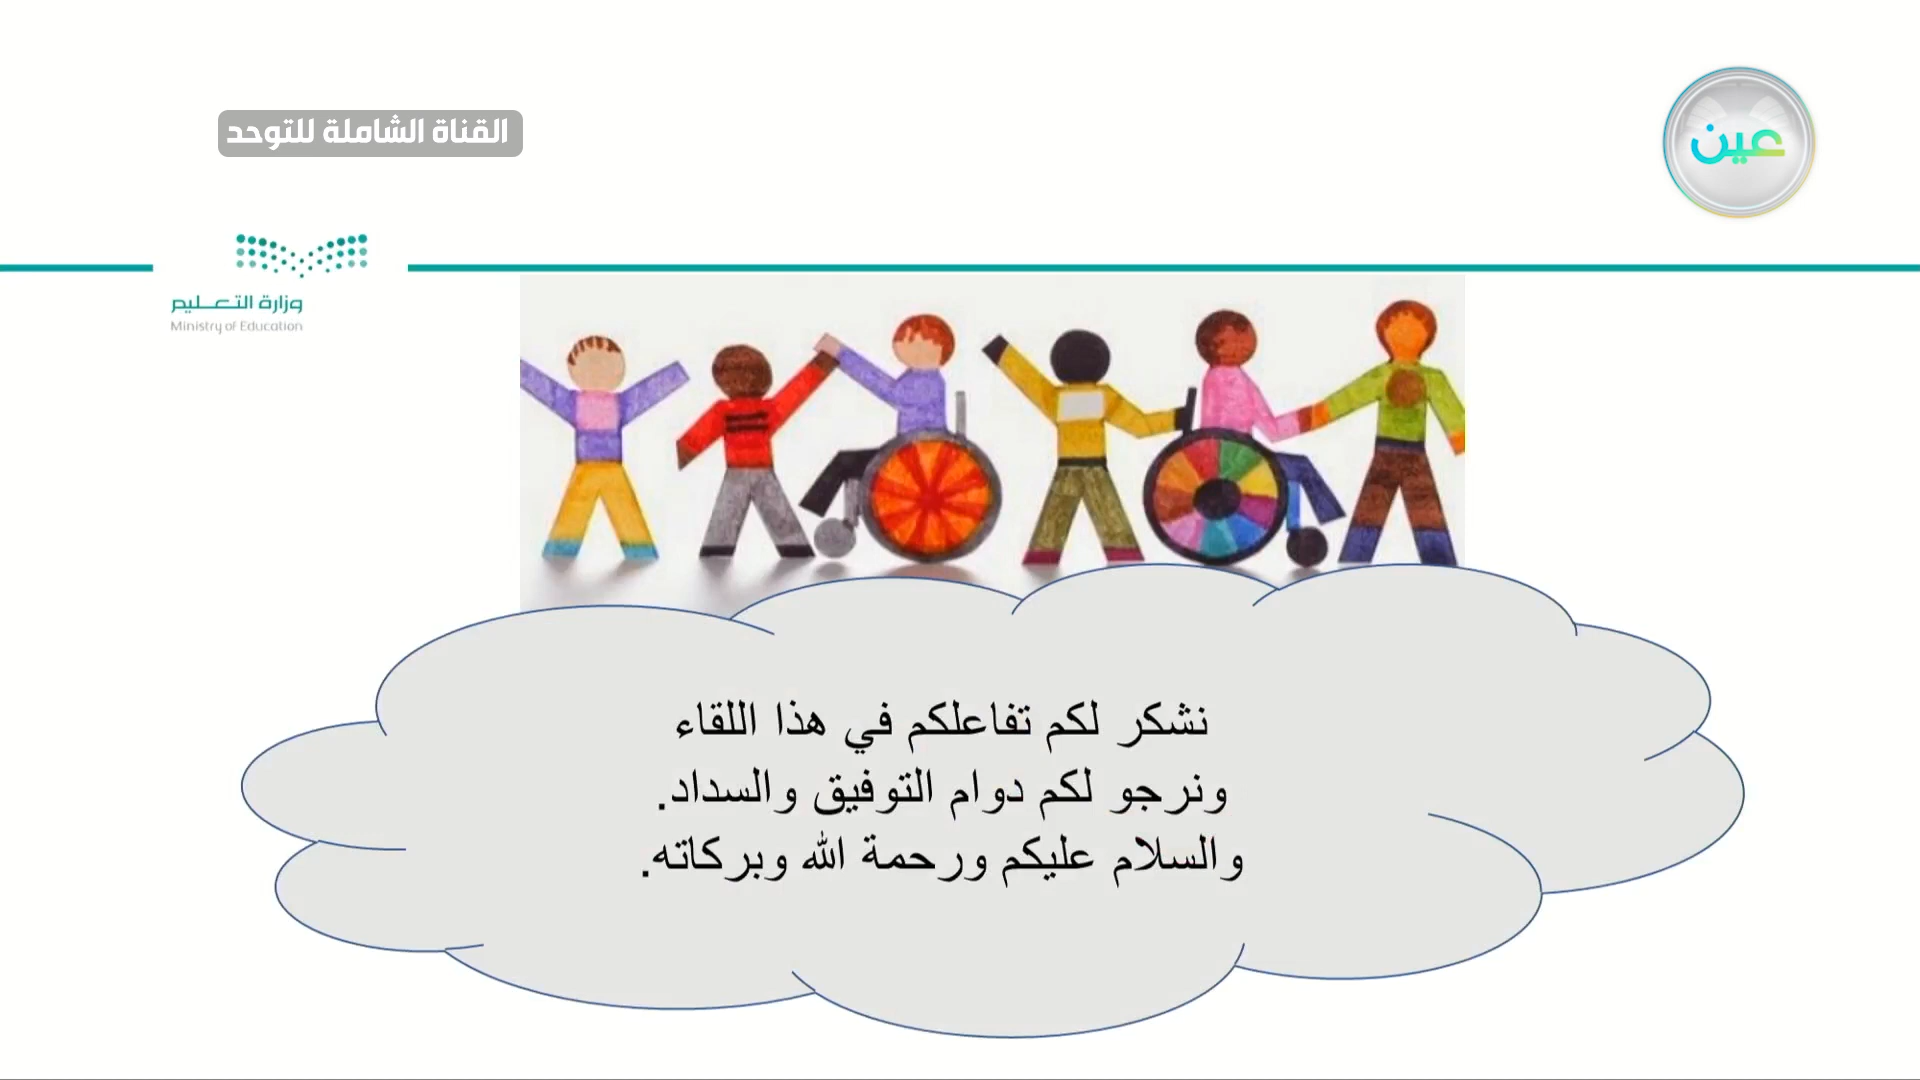 القناة الشاملة للتوحد
عين
وزارة التعليم
Ministry of Education
نشكر لكم تفاعلكم في هذا اللقاء
ونرجو لكم دوام التوفيق والسداد.
والسلام عليكم ورحمة الله وبركاته.